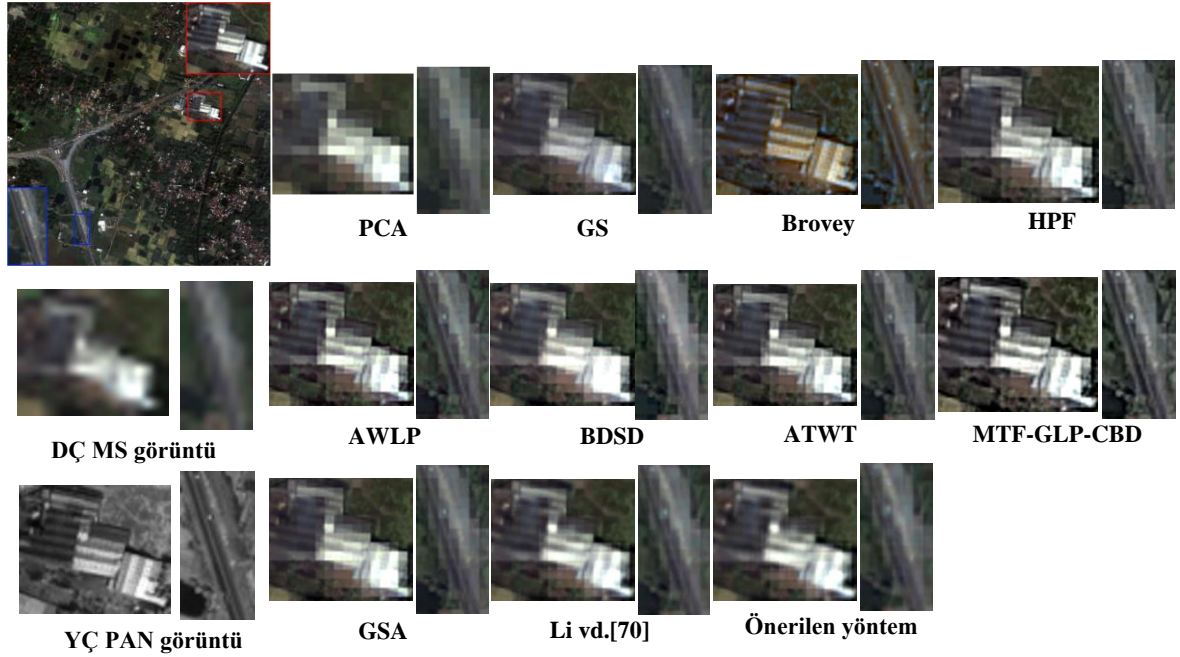 PCA
GS
Brovey
HPF
DÇ MS görüntü
AWLP
BDSD
ATWT
MTF-GLP-CBD
YÇ PAN görüntü
GSA
Li vd.[70]
Önerilen yöntem